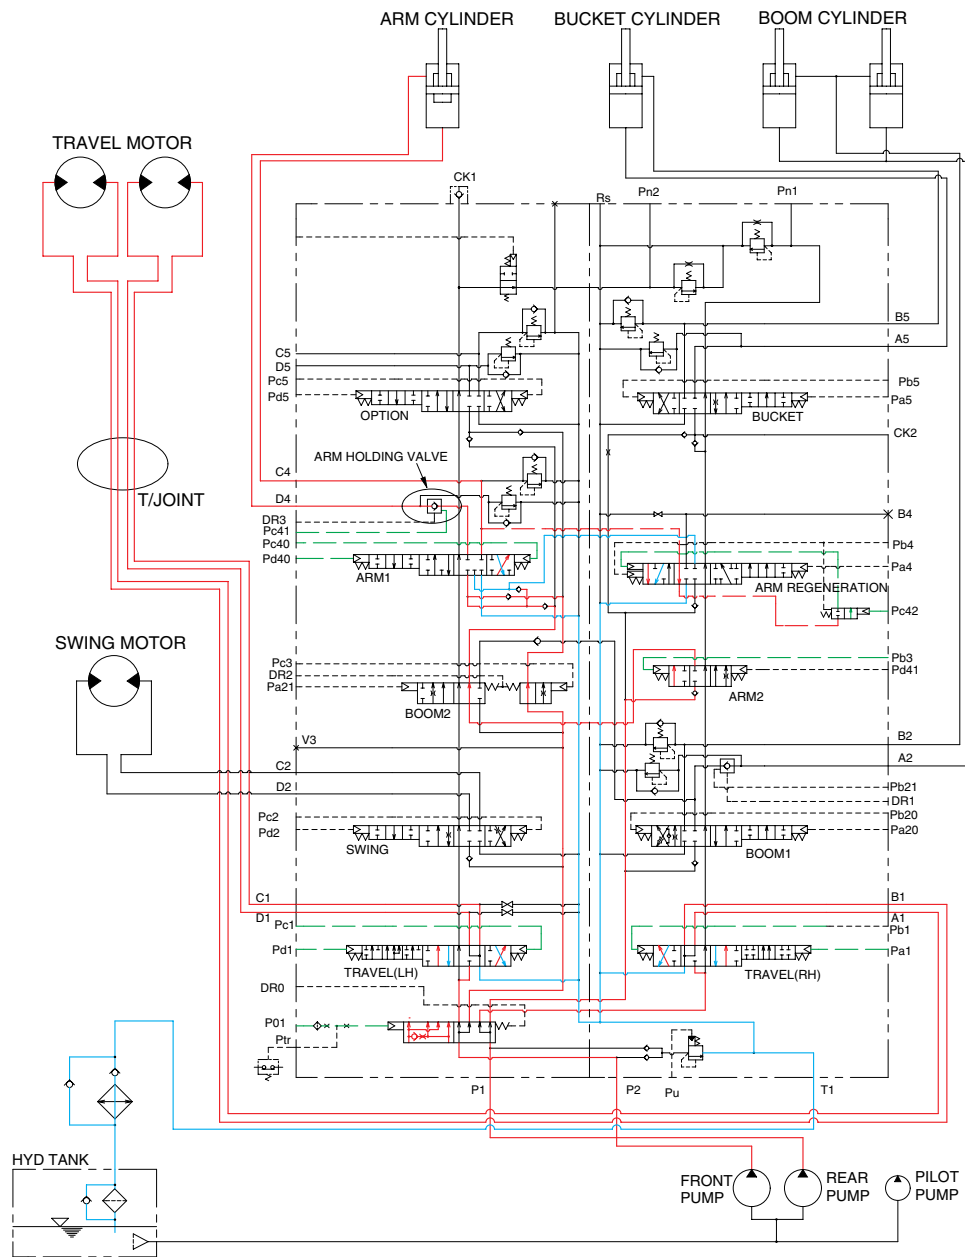 ARM CYLINDER
BUCKET CYLINDER
BOOM CYLINDER
TRAVEL MOTOR
CK1
Rs
Pn2
Pn1
B5
C5
A5
D5
Pc5
Pb5
Pd5
Pa5
OPTION
BUCKET
CK2
ARM HOLDING VALVE
C4
T/JOINT
D4
B4
DR3
Pc41
Pc40
Pb4
Pd40
Pa4
ARM1
ARM REGENERATION
Pc42
SWING MOTOR
Pc3
Pb3
DR2
Pd41
Pa21
ARM2
BOOM2
V3
B2
C2
A2
D2
Pb21
DR1
Pc2
Pb20
Pd2
Pa20
SWING
BOOM1
C1
B1
D1
A1
Pc1
Pb1
Pd1
Pa1
TRAVEL(LH)
TRAVEL(RH)
DR0
P01
Ptr
P1
P2
Pu
T1
HYD TANK
FRONT
PUMP
REAR
PUMP
PILOT
PUMP